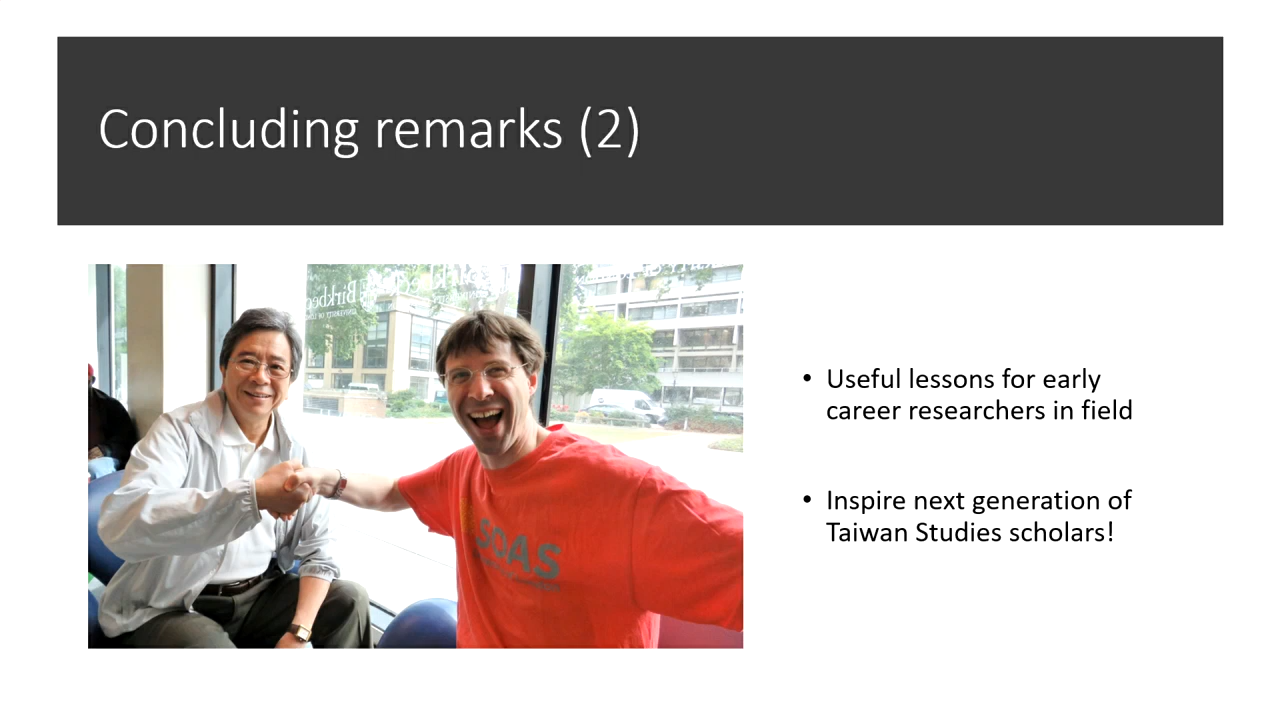 Concluding remarks (2)
Birkbec
SOAS
• Useful lessons for early
career researchers in field
• Inspire next generation of
Taiwan Studies scholars!